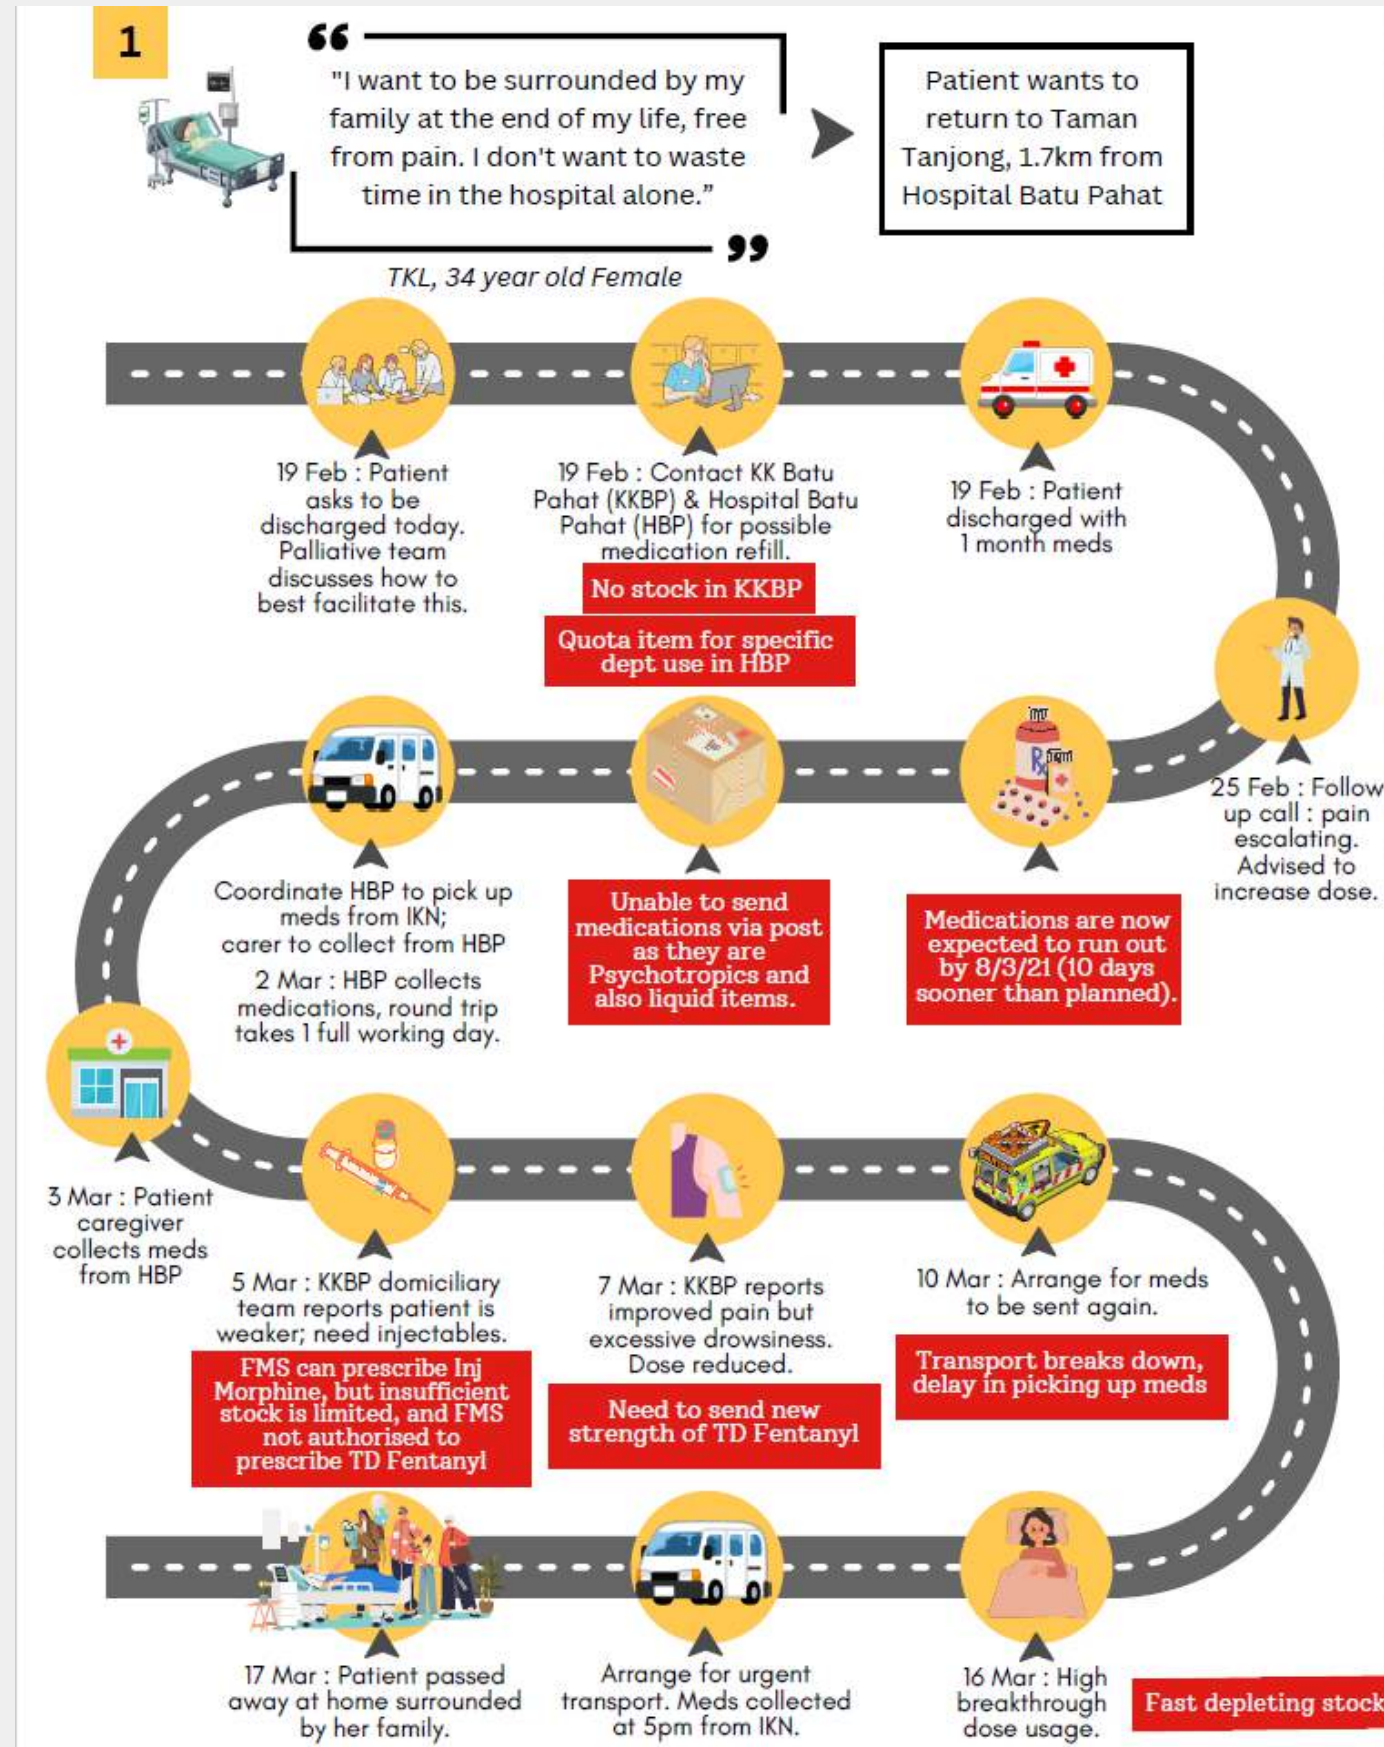 1
"I want to be surrounded by my
family at the end of my life, free
from pain. I don't want to waste
time in the hospital alone.”
TKL, 34 year old Female
Patient wants to
return to Taman
Tanjong, 1.7km from
Hospital Batu Pahat
19 Feb : Patient
asks to be
discharged today.
Palliative team
discusses how to
best facilitate this.
19 Feb : Contact KK Batu
Pahat (KKBP) & Hospital Batu
Pahat (HBP) for possible
medication refill.
No stock in KKBP
Quota item for specific
dept use in HBP
19 Feb : Patient
discharged with
1 month meds
25 Feb : Follow
up call : pain
escalating.
Advised to
increase dose.
Medications are now
expected to run out
by 8/3/21 (10 days
sooner than planned).
Unable to send
medications via post
as they are
Psychotropics and
also liquid items.
Coordinate HBP to pick up
meds from IKN;
carer to collect from HBP
2 Mar : HBP collects
medications, round trip
takes 1 full working day.
3 Mar : Patient
caregiver
collects meds
from HBP
5 Mar : KKBP domiciliary
team reports patient is
weaker; need injectables.
FMS can prescribe Inj
Morphine, but insufficient
stock is limited, and FMS
not authorised to
prescribe TD Fentanyl
7 Mar : KKBP reports
improved pain but
excessive drowsiness.
Dose reduced.
Need to send new
strength of TD Fentanyl
10 Mar : Arrange for meds
to be sent again.
Transport breaks down,
delay in picking up meds
16 Mar : High
breakthrough
dose usage.
Fast depleting stock
Arrange for urgent
transport. Meds collected
at 5pm from IKN.
17 Mar : Patient passed
away at home surrounded
by her family.